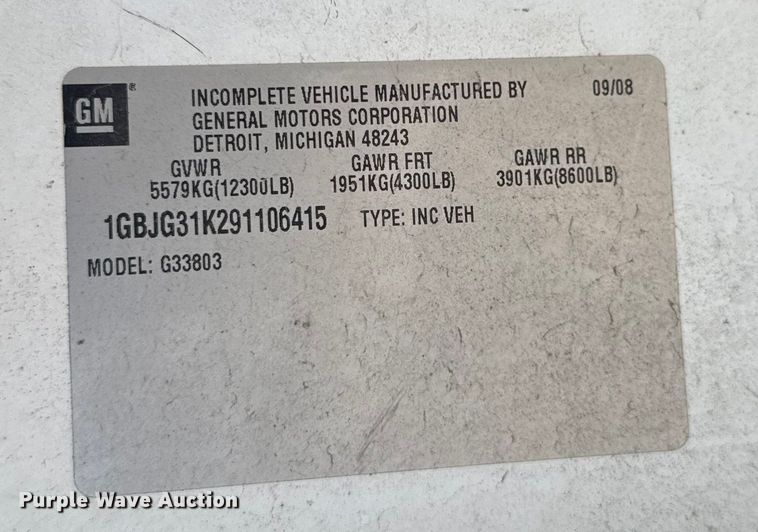 GM® INCOMPLETE VEHICLE MANUFACTURED BY 09/08
GENERAL MOTORS CORPORATION
DETROIT, MICHIGAN 48243
GVWR GAWR FRT GAWR RR
5579KG(12300LB) 1951KG(4300LB) 3901KG(8600LB)
1GBJG31K291106415 TYPE: INC VEH
MODEL: G33803
Purple Wave Auction